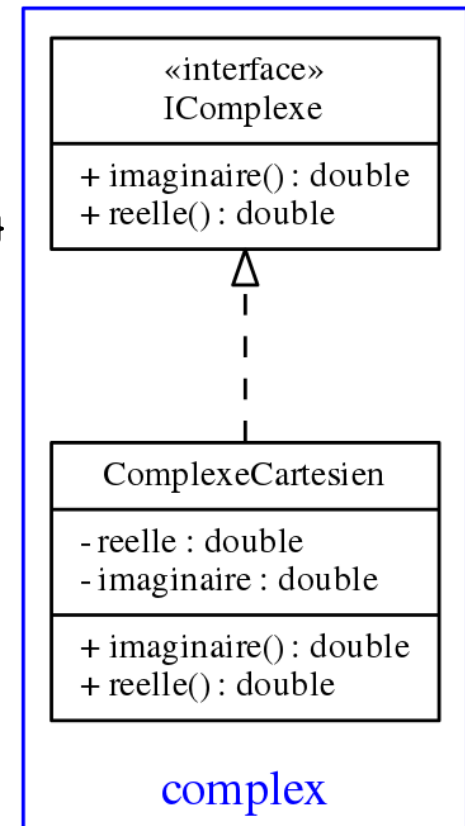 «interface»
IComplexe
+ imaginaire() : double
+ reelle() : double
ComplexeCartesien
- reelle : double
- imaginaire : double
+ imaginaire() : double
+ reelle() : double
complex